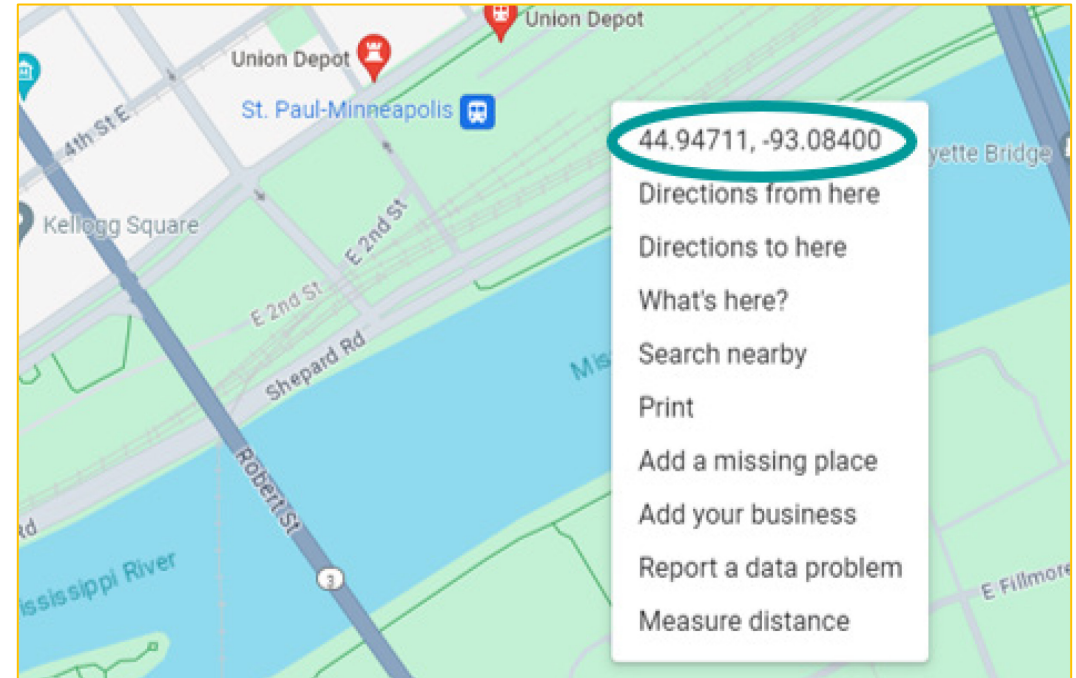 Union Depot
Union Depot
St. Paul-Minneapolis
4th St E
44.94711, -93.08400
yette Bridge
Directions from here
Kellogg Square
E 2nd St
Directions to here
E 2nd St
What's here?
Shepard Rd
Mis
Search nearby
Print
Add a missing place
Robert St
Add your business
Rd
ississippi River
3
Report a data problem
E Fillmore
Measure distance